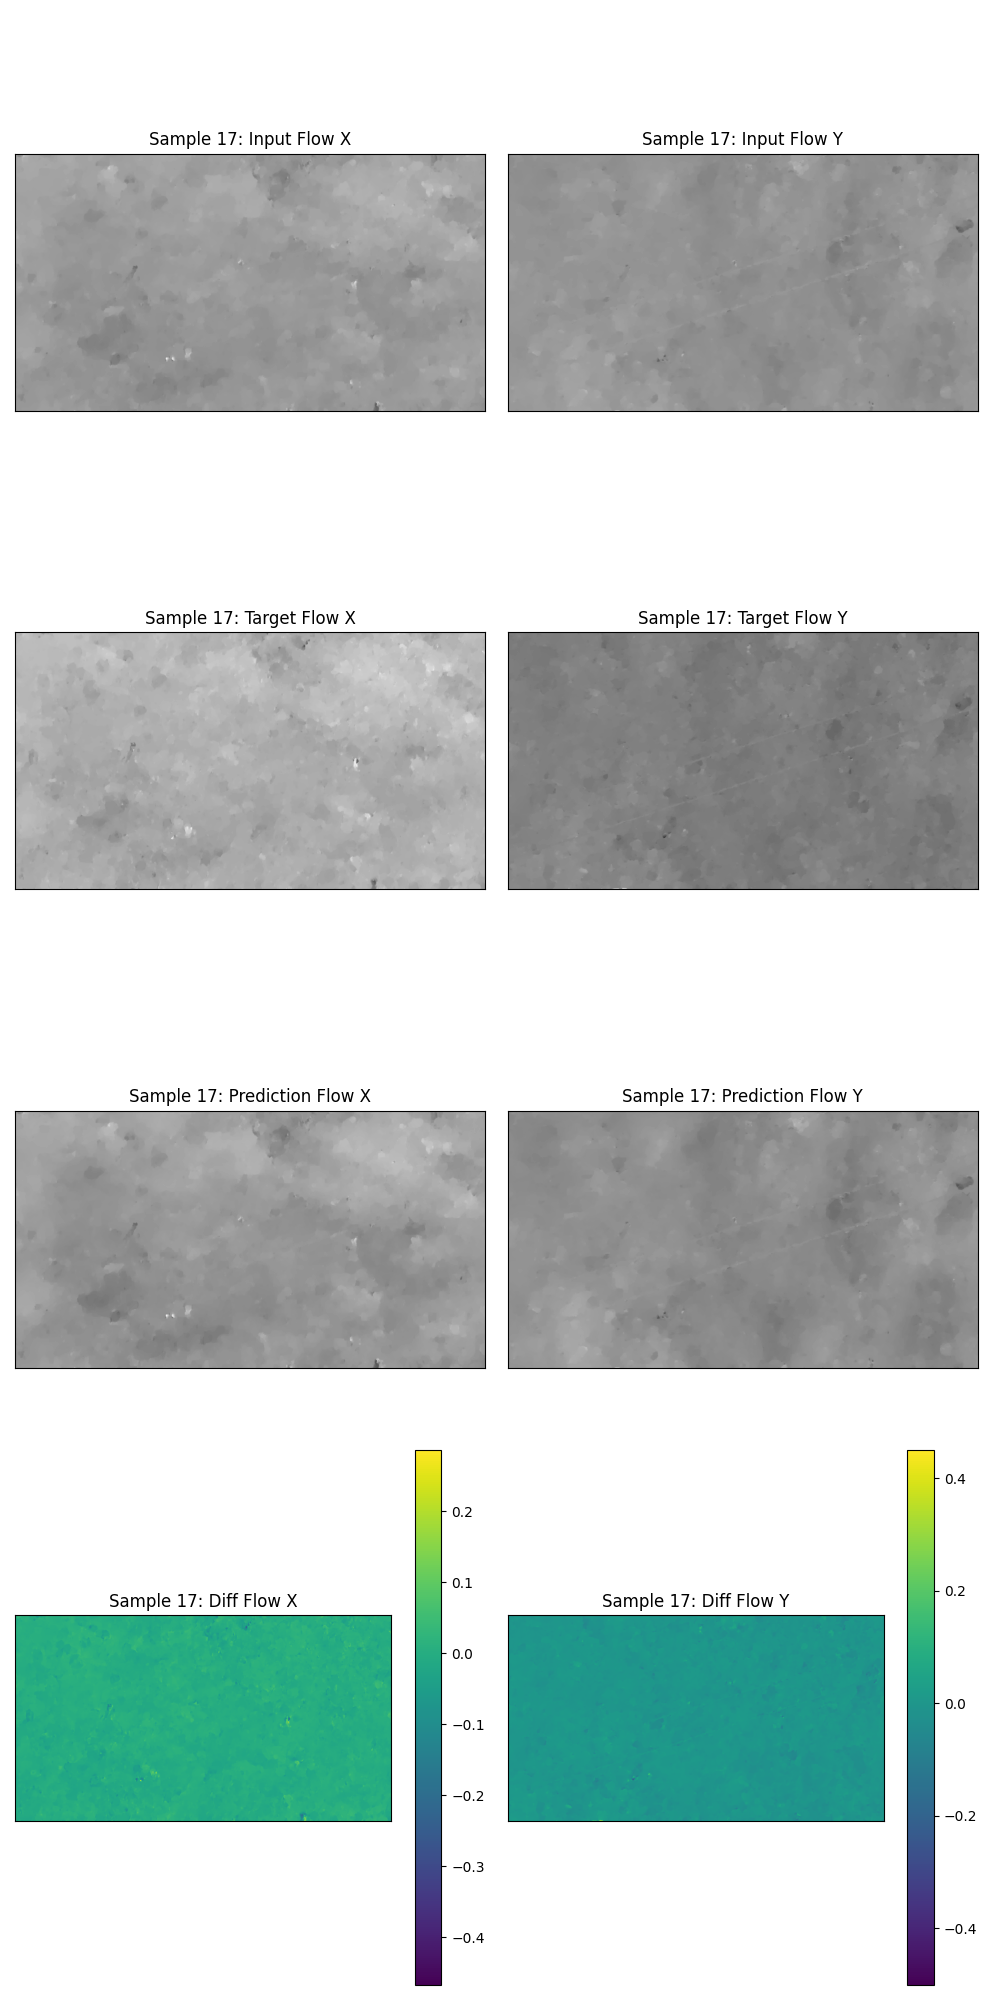 Sample 17: Input Flow X
Sample 17: Input Flow Y
Sample 17: Target Flow X
Sample 17: Target Flow Y
Sample 17: Prediction Flow X
Sample 17: Prediction Flow Y
Sample 17: Diff Flow X
0.2
0.1
0.0
−0.1
−0.2
−0.3
−0.4
Sample 17: Diff Flow Y
0.4
0.2
0.0
−0.2
−0.4